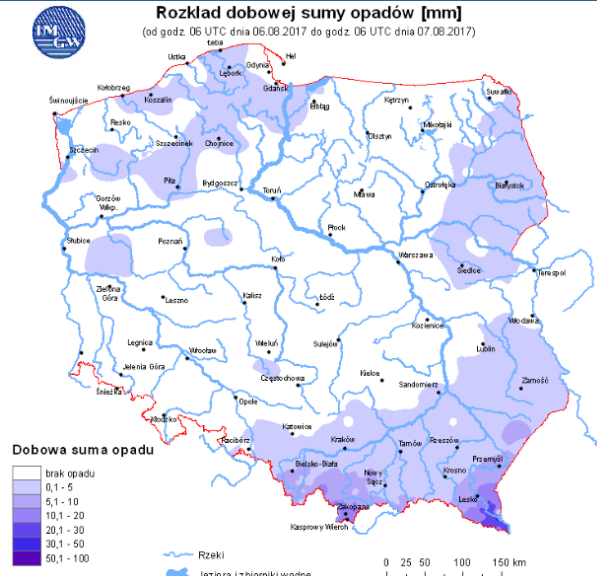 IM
GW
Rozkład dobowej sumy opadów [mm]
(od godz. 06 UTC dnia 06.08.2017 do godz. 06 UTC dnia 07.08.2017)
Łeba
Ustka
Lębork
Gdynia
Hel
Gdańsk
Kołobrzeg
Koszalin
Elbląg
Kętrzyn
Suwałki
Świnoujście
Resko
Szczecinek
Chojnice
Olsztyn
Mikołajki
Szczecin
Piła
Bydgoszcz
Toruń
Mława
Ostrołęka
Białystok
Gorzów
Wlkp.
Płock
Słubice
Poznań
Koło
Warszawa
Siedlce
Terespol
Zielona
Góra
Leszno
Kalisz
Łódź
Kozienice
Włodawa
Legnica
Wrocław
Wieluń
Sulejów
Lublin
Jelenia Góra
Śnieżka
Częstochowa
Kielce
Sandomierz
Zamość
Opole
Kłodzko
Racibórz
Katowice
Kraków
Tarnów
Rzeszów
Przemyśl
Bielsko-Biała
Nowy
Sącz
Krosno
Lesko
Zakopane
Kasprowy Wierch
Dobowa suma opadu
brak opadu
0,1 - 5
5,1 - 10
10,1 - 20
20,1 - 30
30,1 - 50
50,1 - 100
Rzeki
Jeziora i zbiorniki wodne
0 25 50 100 150 km